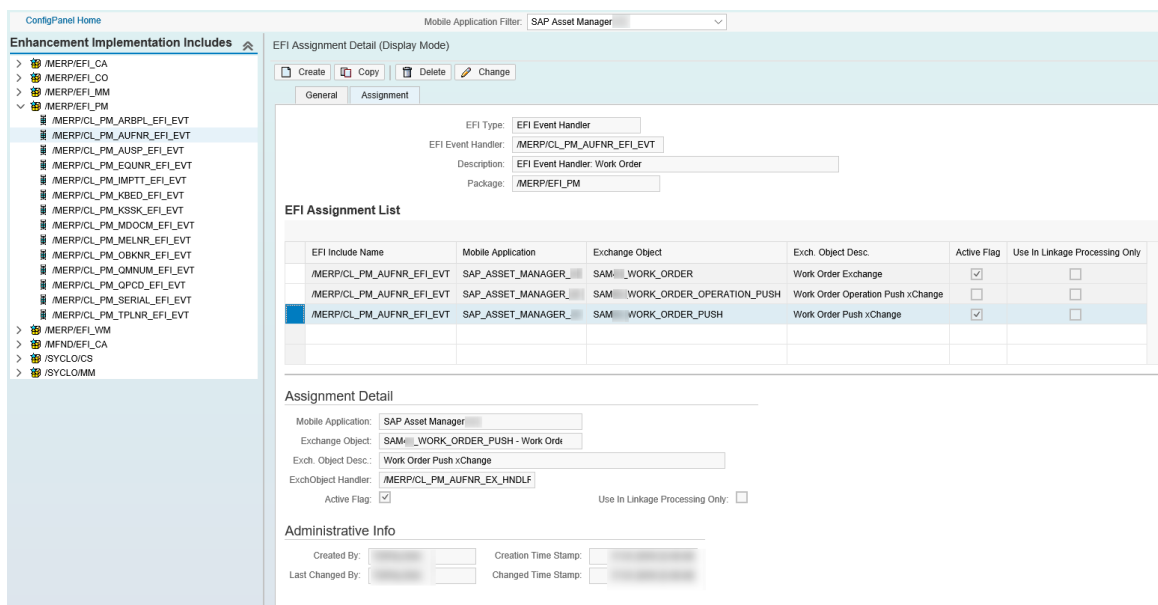 ConfigPanel Home
Mobile Application Filter: SAP Asset Manager
Enhancement Implementation Includes
/MERP/EFI_CA
/MERP/EFI_CO
/MERP/EFI_MM
/MERP/EFI_PM
/MERP/CL_PM_ARBPL_EFI_EVT
/MERP/CL_PM_AUFNR_EFI_EVT
/MERP/CL_PM_AUSP_EFI_EVT
/MERP/CL_PM_EQUNR_EFI_EVT
/MERP/CL_PM_IMPTT_EFI_EVT
/MERP/CL_PM_KBED_EFI_EVT
/MERP/CL_PM_KSSK_EFI_EVT
/MERP/CL_PM_MDOCM_EFI_EVT
/MERP/CL_PM_MELNR_EFI_EVT
/MERP/CL_PM_OBKNR_EFI_EVT
/MERP/CL_PM_QMNUM_EFI_EVT
/MERP/CL_PM_QPCD_EFI_EVT
/MERP/CL_PM_SERIAL_EFI_EVT
/MERP/CL_PM_TPLNR_EFI_EVT
/MERP/EFI_WM
/MFND/EFI_CA
/SYCLO/CS
/SYCLO/MM
EFI Assignment Detail (Display Mode)
Create Copy Delete Change
General Assignment
EFI Type: EFI Event Handler
EFI Event Handler: /MERP/CL_PM_AUFNR_EFI_EVT
Description: EFI Event Handler: Work Order
Package: /MERP/EFI_PM
EFI Assignment List
EFI Include Name Mobile Application Exchange Object Exch. Object Desc. Active Flag Use In Linkage Processing Only
/MERP/CL_PM_AUFNR_EFI_EVT SAP_ASSET_MANAGER_ SAM _WORK_ORDER Work Order Exchange
/MERP/CL_PM_AUFNR_EFI_EVT SAP_ASSET_MANAGER_ SAM WORK_ORDER_OPERATION_PUSH Work Order Operation Push xChange
/MERP/CL_PM_AUFNR_EFI_EVT SAP_ASSET_MANAGER_ SAM WORK_ORDER_PUSH Work Order Push xChange
Assignment Detail
Mobile Application: SAP Asset Manager
Exchange Object: SAM _WORK_ORDER_PUSH - Work Orde
Exch. Object Desc.: Work Order Push xChange
ExchObject Handler: /MERP/CL_PM_AUFNR_EX_HNDLF
Active Flag: Use In Linkage Processing Only:
Administrative Info
Created By: Creation Time Stamp:
Last Changed By: Changed Time Stamp: